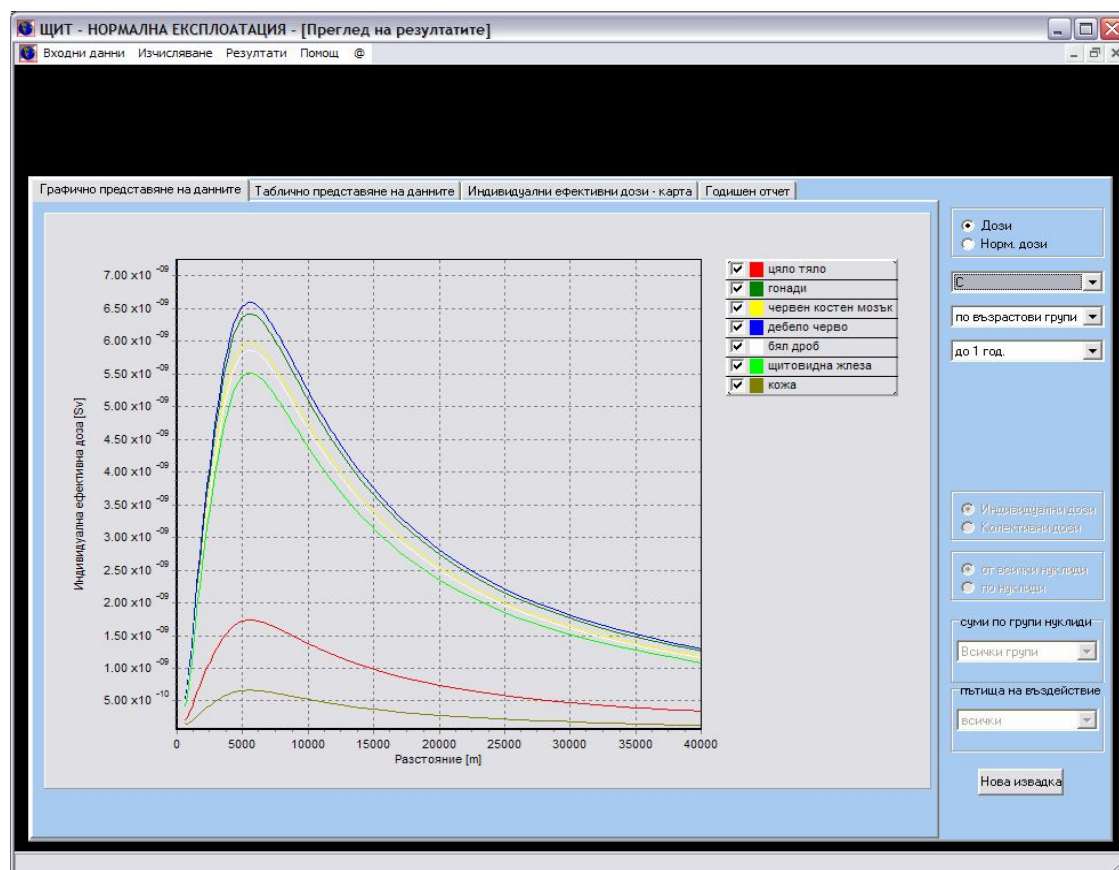 ЩИТ - НОРМАЛНА ЕКСПЛОАТАЦИЯ - [Преглед на резултатите]
Входни данни Изчисляване Резултати Помощ @
Графично представяне на данните Таблично представяне на данните Индивидуални ефективни дози - карта Годишен отчет
Дози
Норм. дози
С
по възрастови групи
до 1 год.
Индивидуални дози
Колективни дози
от всички нуклиди
по нуклиди
суми по групи нуклиди
Всички групи
пътища на въздействие
всички
Нова извадка
цяло тяло
гонади
червен костен мозък
дебело черво
бял дроб
щитовидна жлеза
кожа
Индивидуална ефективна доза [Sv]
7.00 x10 -09
6.50 x10 -09
6.00 x10 -09
5.50 x10 -09
5.00 x10 -09
4.50 x10 -09
4.00 x10 -09
3.50 x10 -09
3.00 x10 -09
2.50 x10 -09
2.00 x10 -09
1.50 x10 -09
1.00 x10 -09
5.00 x10 -10
0 5000 10000 15000 20000 25000 30000 35000 40000
Разстояние [m]